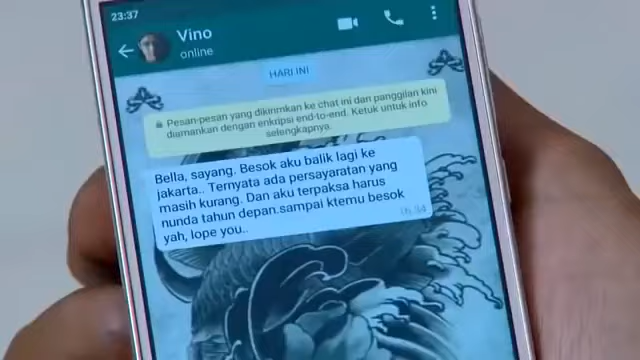 23:37
Vino
online
HARI INI
Pesan-pesan yang dikirimkan ke chat ini dan panggilan kini
diamankan dengan enkripsi end-to-end. Ketuk untuk info
selengkapnya.
Bella, sayang. Besok aku balik lagi ke
jakarta.. Ternyata ada persayaratan yang
masih kurang. Dan aku terpaksa harus
nunda tahun depan.sampai ktemu besok
yah, lope you..